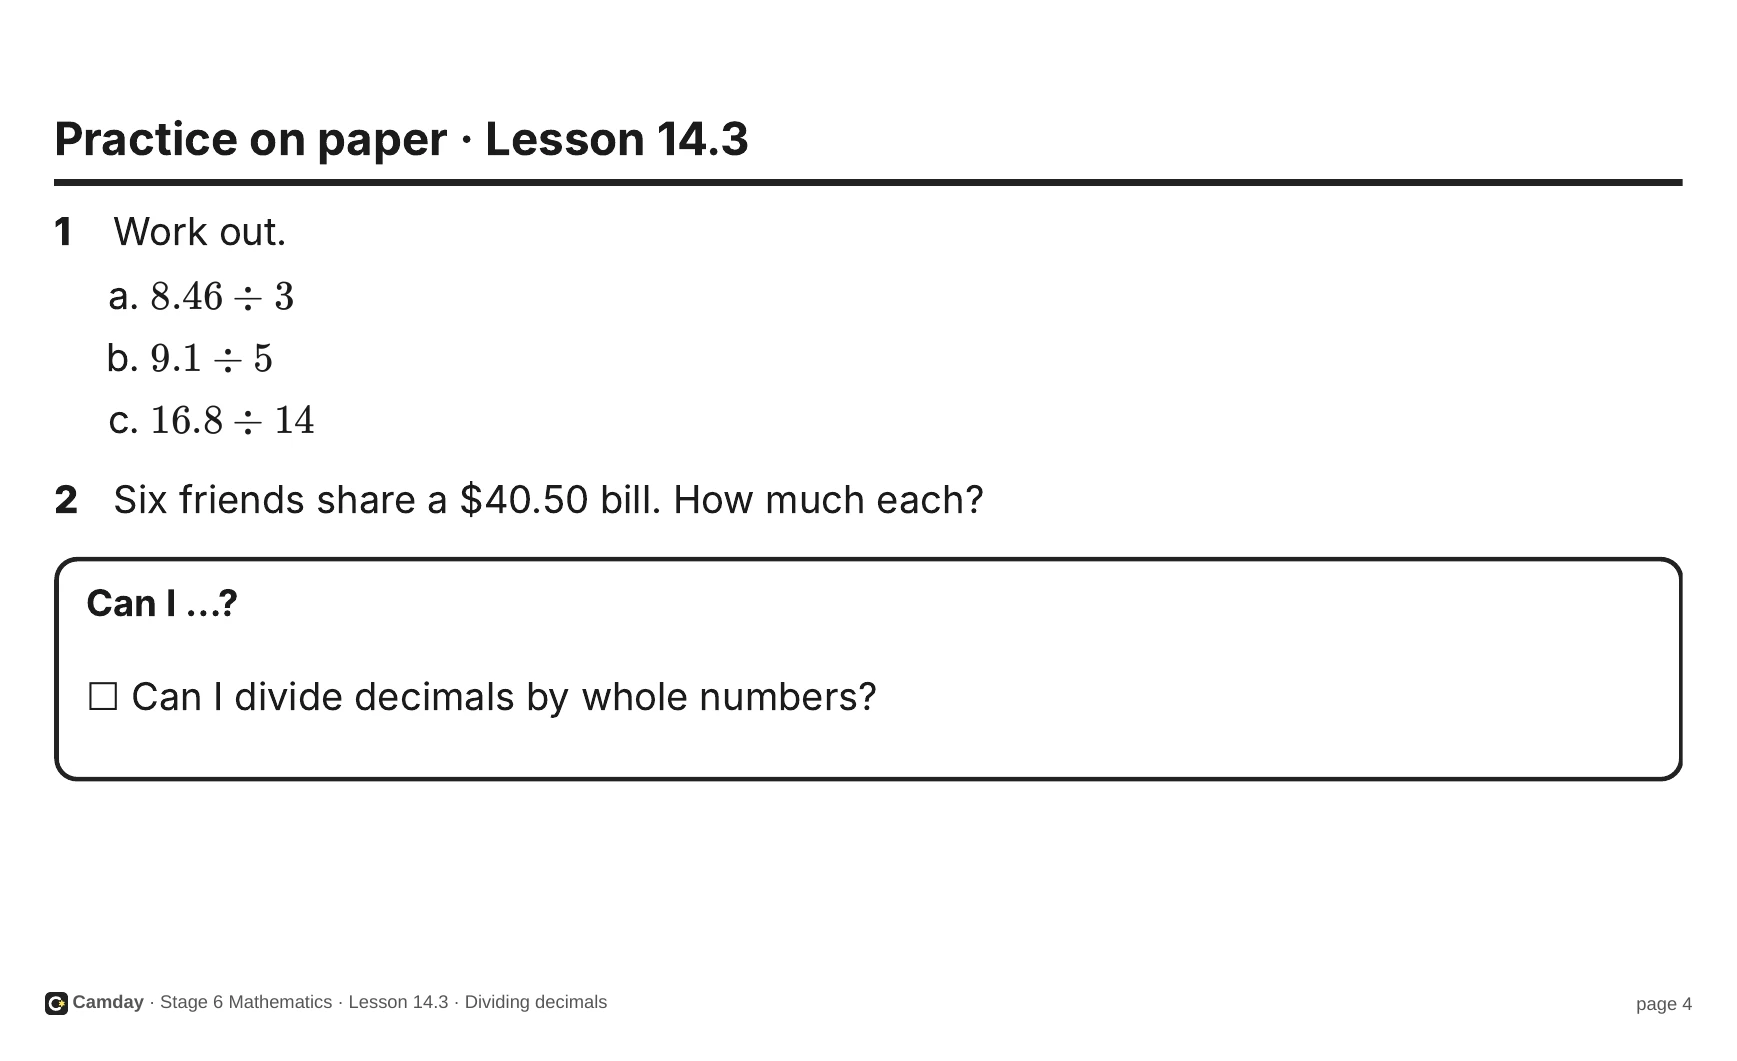 Practice on paper · Lesson 14.3
1 Work out.
a. 8.46 ÷ 3
b. 9.1 ÷ 5
c. 16.8 ÷ 14
2 Six friends share a $40.50 bill. How much each?
Can I …?
☐ Can I divide decimals by whole numbers?
Camday · Stage 6 Mathematics · Lesson 14.3 · Dividing decimals
page 4